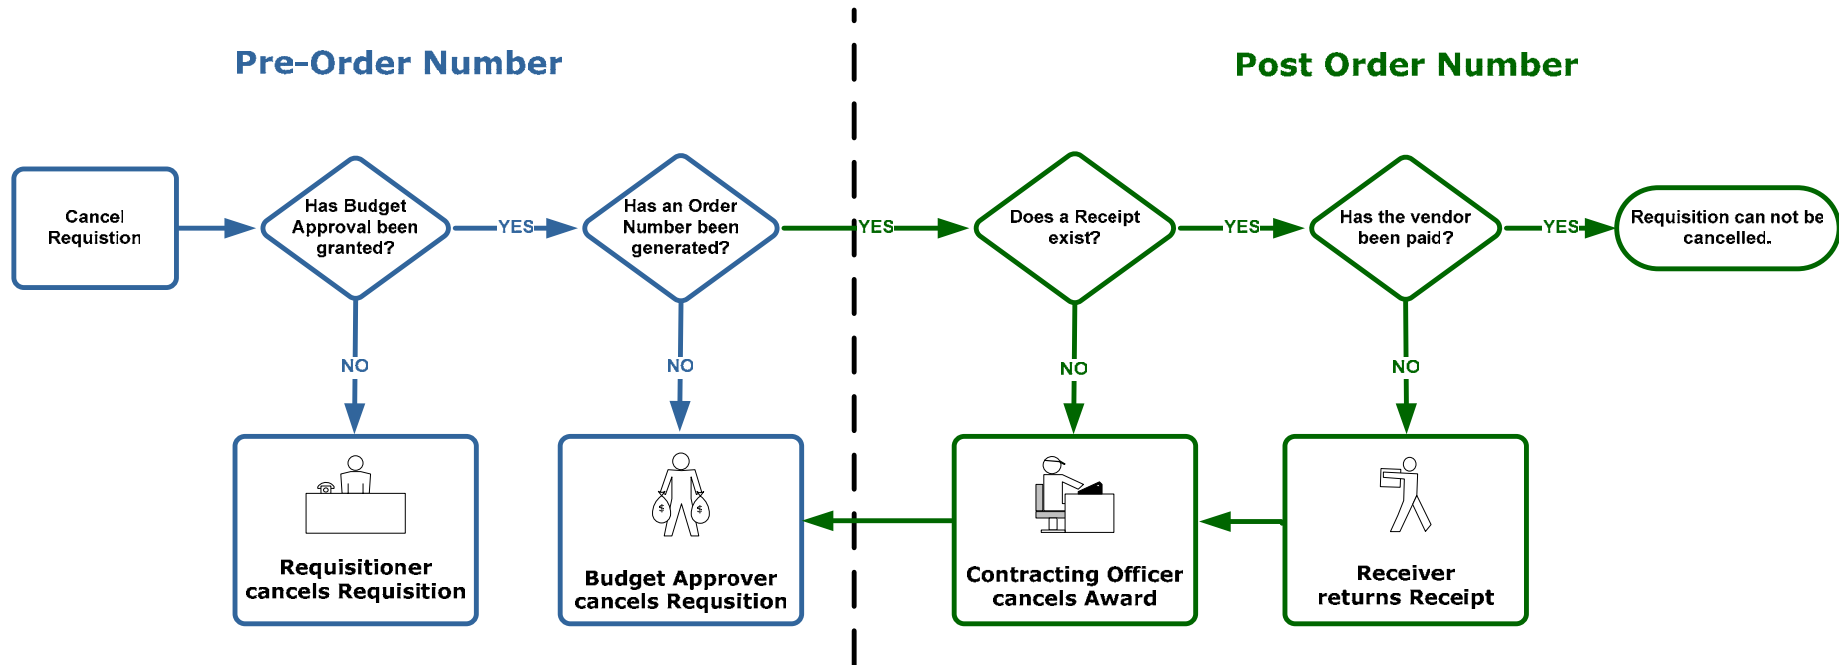 Pre-Order Number
Post Order Number
Cancel
Requistion
Has Budget
Approval been
granted?
YES
Has an Order
Number been
generated?
YES
Does a Receipt
exist?
YES
Has the vendor
been paid?
YES
Requisition can not be
cancelled.
NO
NO
NO
NO
$
$
Requisitioner
cancels Requisition
Budget Approver
cancels Requsition
Contracting Officer
cancels Award
Receiver
returns Receipt